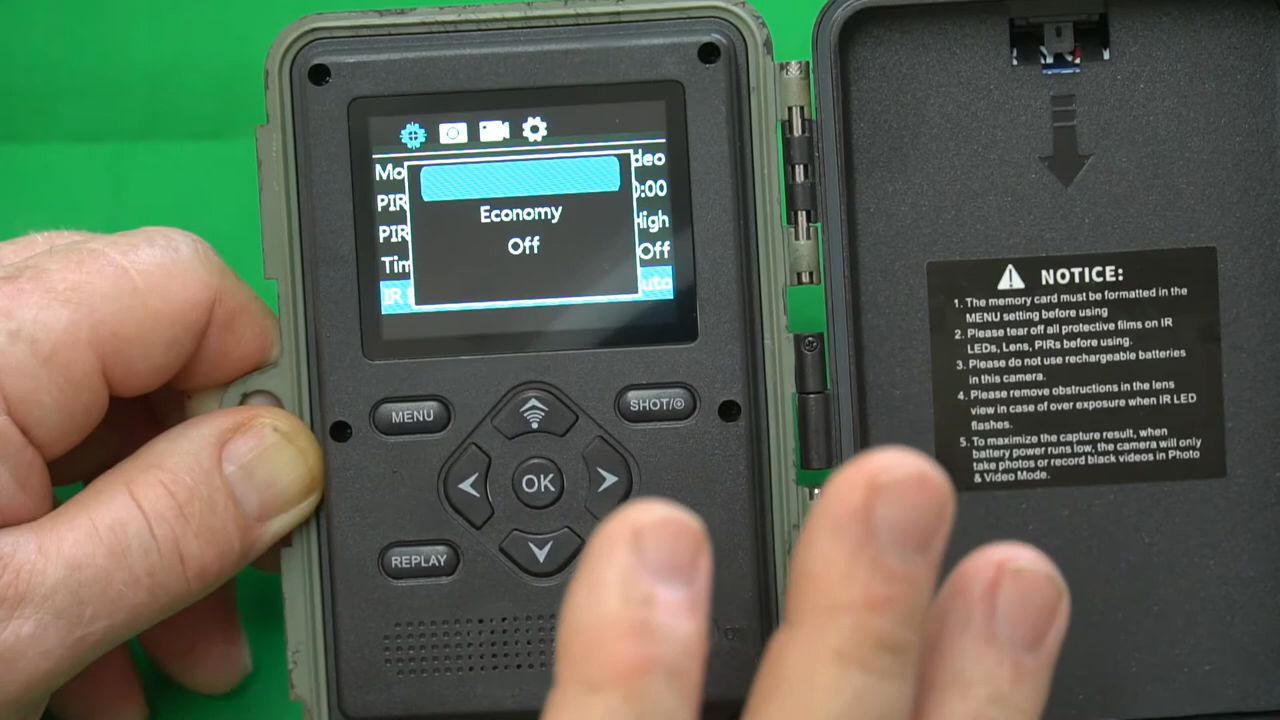 Mo
deo
PIR
0:00
Economy
PIR
High
Off
Tim
Off
IR
uto
MENU
SHOT/⊕
OK
REPLAY
NOTICE:
1. The memory card must be formatted in the
MENU setting before using
2. Please tear off all protective films on IR
LEDs, Lens, PIRs before using.
3. Please do not use rechargeable batteries
in this camera.
4. Please remove obstructions in the lens
view in case of over exposure when IR LED
flashes.
5. To maximize the capture result, when
battery power runs low, the camera will only
take photos or record black videos in Photo
& Video Mode.